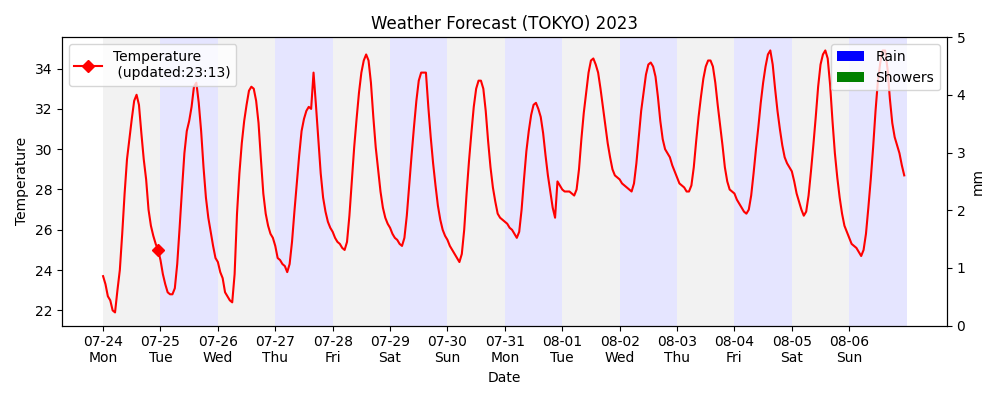 Weather Forecast (TOKYO) 2023
Temperature
(updated:23:13)
Rain
Showers
Temperature
34
32
30
28
26
24
22
5
4
3
2
1
0
mm
07-24 07-25 07-26 07-27 07-28 07-29 07-30 07-31 08-01 08-02 08-03 08-04 08-05 08-06
Mon Tue Wed Thu Fri Sat Sun Mon Tue Wed Thu Fri Sat Sun
Date